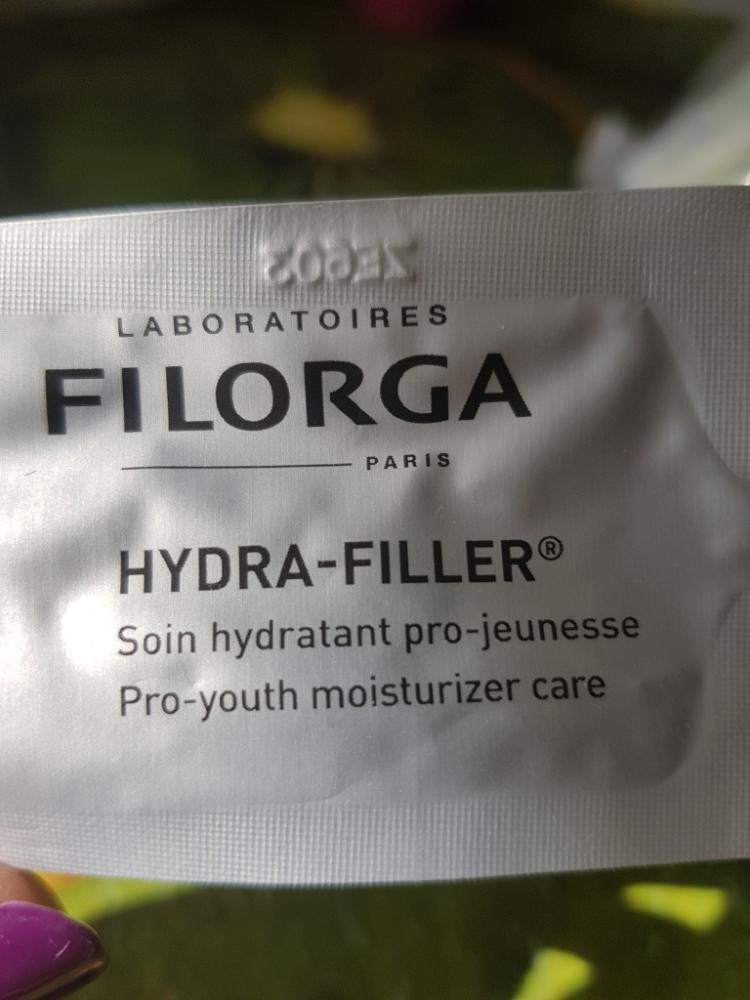 LABORATOIRES
FILORGA
PARIS
HYDRA-FILLER®
Soin hydratant pro-jeunesse
Pro-youth moisturizer care